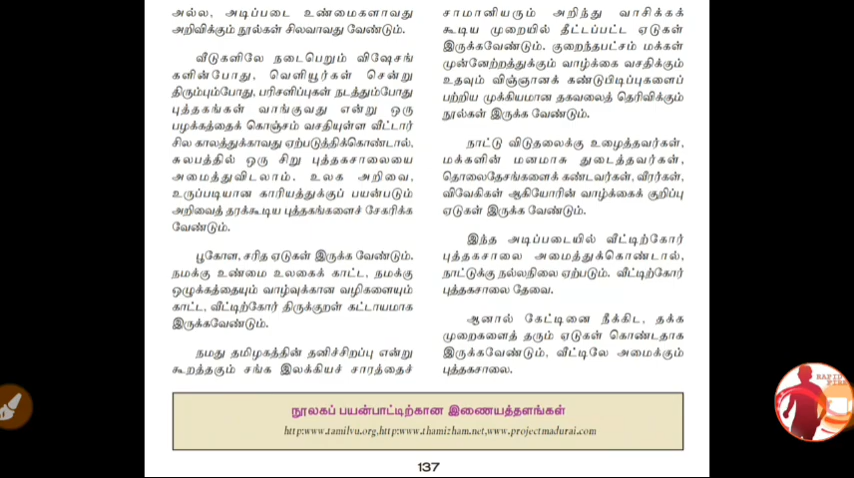 அல்ல, அடிப்படை உண்மைகளாவது
அறிவிக்கும் நூல்கள் சிலவாவது வேண்டும்.
வீடுகளிலே நடைபெறும் விஷேசங்
களின்போது, வெளியூர்கள் சென்று
திரும்பும்போது, பரிசளிப்புகள் நடத்தும்போது
புத்தகங்கள் வாங்குவது என்று ஒரு
பழக்கத்தைக் கொஞ்சம் வசதியுள்ள வீட்டார்
சில காலத்துக்காவது ஏற்படுத்திக்கொண்டால்,
சுலபத்தில் ஒரு சிறு புத்தகசாலையை
அமைத்துவிடலாம். உலக அறிவை,
உருப்படியான காரியத்துக்குப் பயன்படும்
அறிவைத் தரக்கூடிய புத்தகங்களைச் சேகரிக்க
வேண்டும்.
பூகோள, சரித ஏடுகள் இருக்க வேண்டும்.
நமக்கு உண்மை உலகைக் காட்ட, நமக்கு
ஒழுக்கத்தையும் வாழ்வுக்கான வழிகளையும்
காட்ட, வீட்டிற்கோர் திருக்குறள் கட்டாயமாக
இருக்கவேண்டும்.
நமது தமிழகத்தின் தனிச்சிறப்பு என்று
கூறத்தகும் சங்க இலக்கியச் சாரத்தைச்
சாமானியரும் அறிந்து வாசிக்கக்
கூடிய முறையில் தீட்டப்பட்ட ஏடுகள்
இருக்கவேண்டும். குறைந்தபட்சம் மக்கள்
முன்னேற்றத்துக்கும் வாழ்க்கை வசதிக்கும்
உதவும் விஞ்ஞானக் கண்டுபிடிப்புகளைப்
பற்றிய முக்கியமான தகவலைத் தெரிவிக்கும்
நூல்கள் இருக்க வேண்டும்.
நாட்டு விடுதலைக்கு உழைத்தவர்கள்,
மக்களின் மனமாசு துடைத்தவர்கள்,
தொலைதேசங்களைக் கண்டவர்கள், வீரர்கள்,
விவேகிகள் ஆகியோரின் வாழ்க்கைக் குறிப்பு
ஏடுகள் இருக்க வேண்டும்.
இந்த அடிப்படையில் வீட்டிற்கோர்
புத்தகசாலை அமைத்துக்கொண்டால்,
நாட்டுக்கு நல்லநிலை ஏற்படும். வீட்டிற்கோர்
புத்தகசாலை தேவை.
ஆனால் கேட்டினை நீக்கிட, தக்க
முறைகளைத் தரும் ஏடுகள் கொண்டதாக
இருக்கவேண்டும், வீட்டிலே அமைக்கும்
புத்தகசாலை.
நூலகப் பயன்பாட்டிற்கான இணையத்தளங்கள்
http:www.tamilvu.org,http:www.thamizham.net,www.projectmadurai.com
137